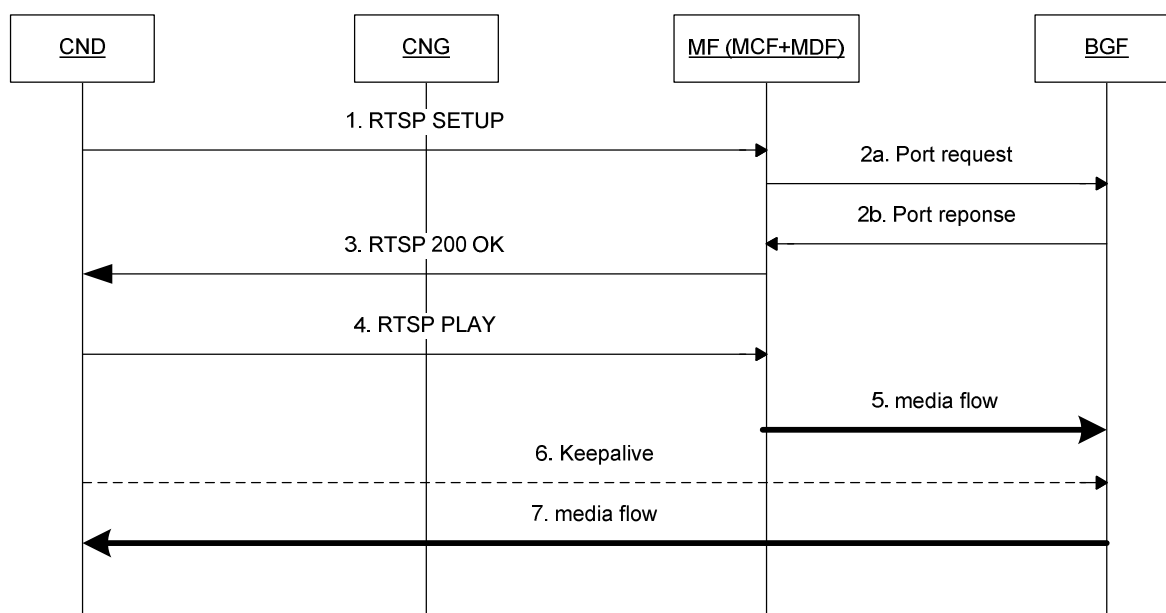 CND
CNG
MF (MCF+MDF)
BGF
1. RTSP SETUP
2a. Port request
2b. Port reponse
3. RTSP 200 OK
4. RTSP PLAY
5. media flow
6. Keepalive
7. media flow